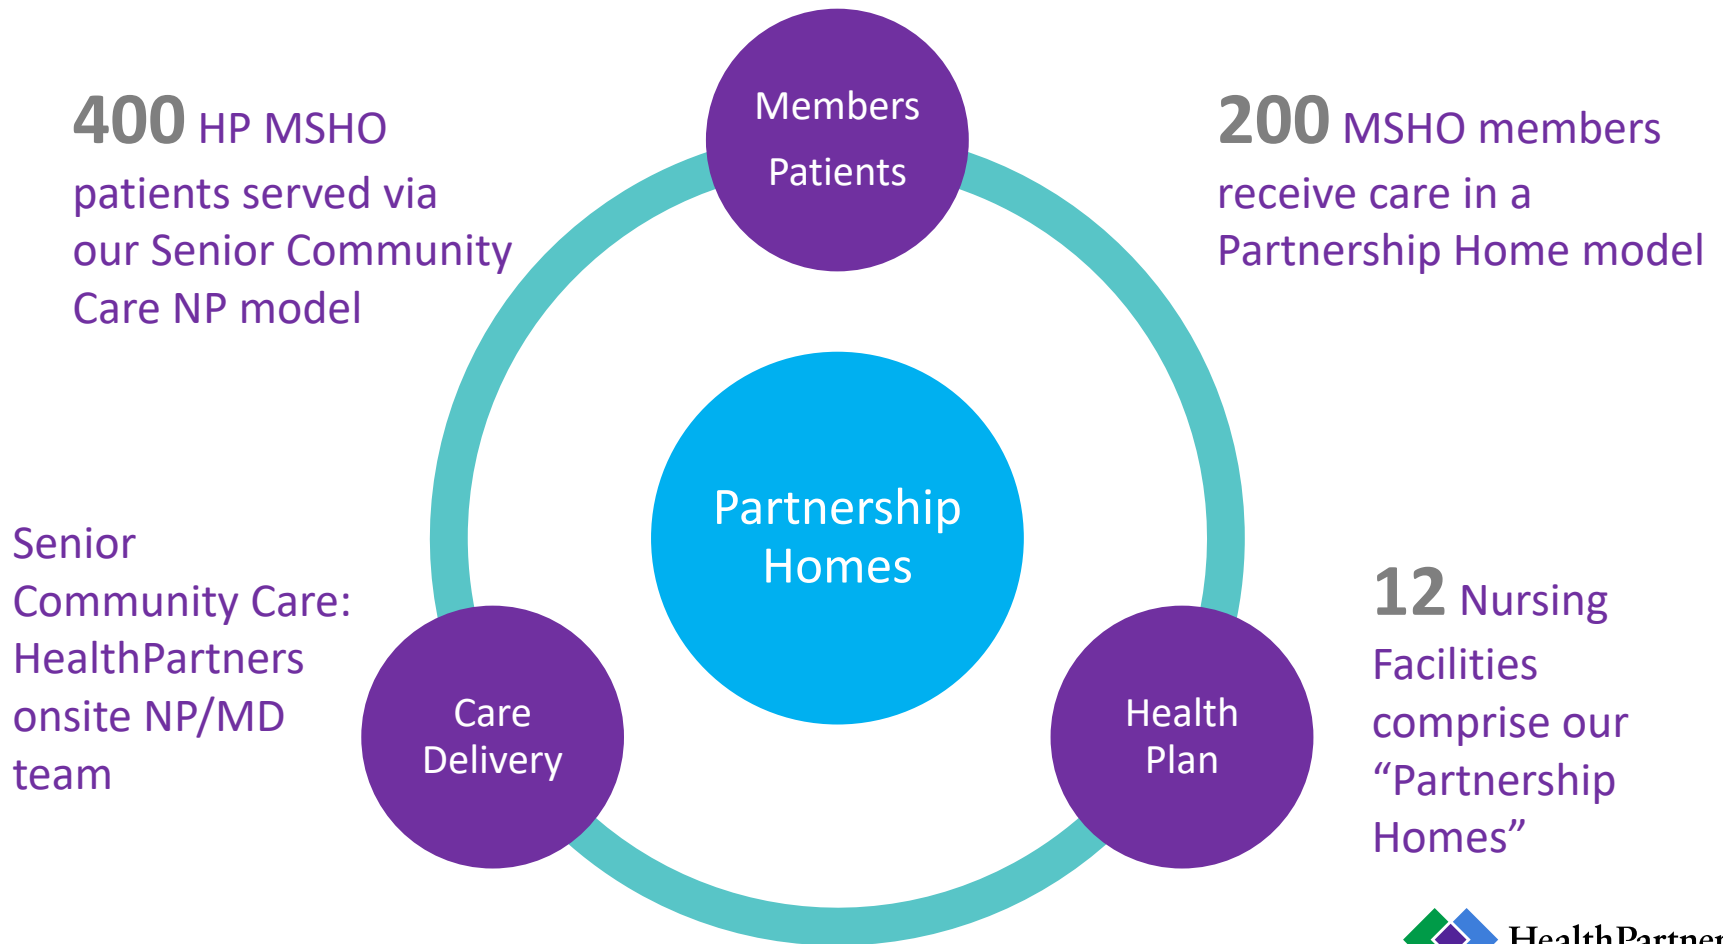 Members
Patients
400 HP MSHO
patients served via
our Senior Community
Care NP model
200 MSHO members
receive care in a
Partnership Home model
Partnership
Homes
Senior
Community Care:
HealthPartners
onsite NP/MD
team
Care
Delivery
Health
Plan
12 Nursing
Facilities
comprise our
“Partnership
Homes”
HealthPartner